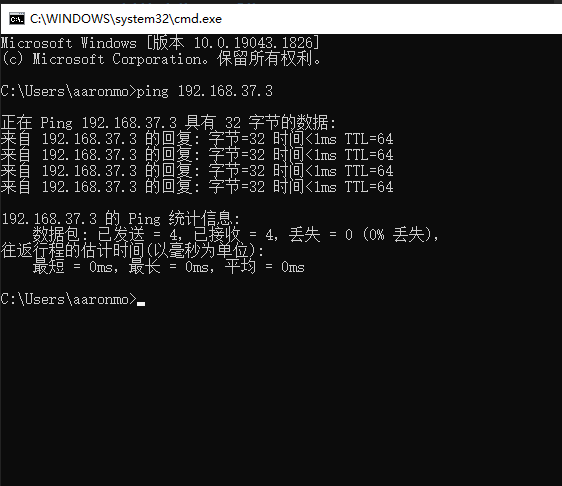 C:\WINDOWS\system32\cmd.exe
Microsoft Windows [版本 10.0.19043.1826]
(c) Microsoft Corporation。保留所有权利。
C:\Users\aaronmo>ping 192.168.37.3
正在 Ping 192.168.37.3 具有 32 字节的数据:
来自 192.168.37.3 的回复: 字节=32 时间<1ms TTL=64
来自 192.168.37.3 的回复: 字节=32 时间<1ms TTL=64
来自 192.168.37.3 的回复: 字节=32 时间<1ms TTL=64
来自 192.168.37.3 的回复: 字节=32 时间<1ms TTL=64
192.168.37.3 的 Ping 统计信息:
数据包: 已发送 = 4, 已接收 = 4, 丢失 = 0 (0% 丢失),
往返行程的估计时间(以毫秒为单位):
最短 = 0ms, 最长 = 0ms, 平均 = 0ms
C:\Users\aaronmo>